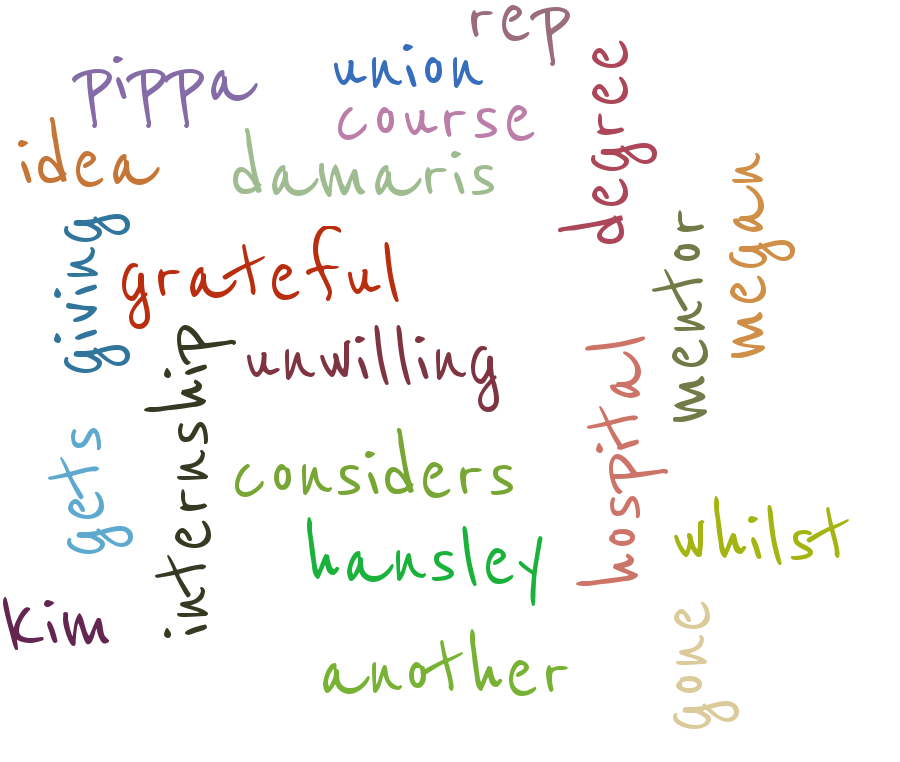 rep
pippa
union
course
degree
idea
damaris
megan
giving
grateful
mentor
internship
unwilling
hospital
gets
considers
hansley
whilst
kim
another
gone